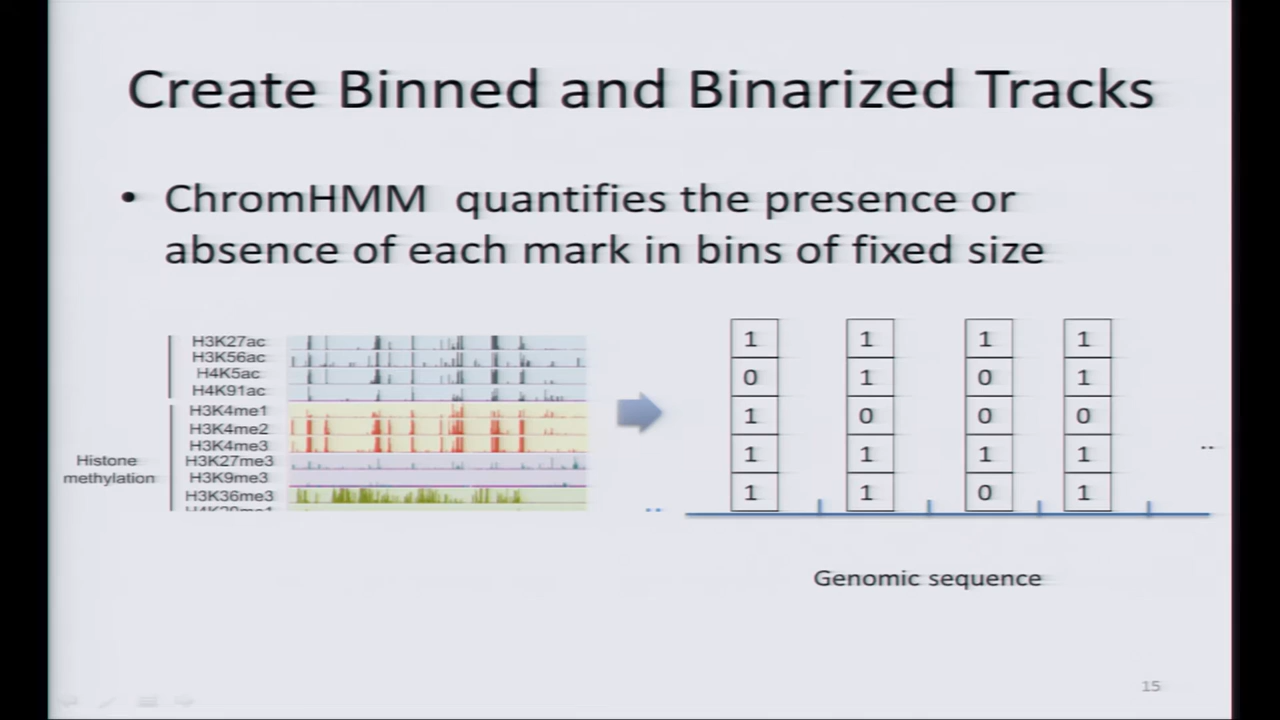 Create Binned and Binarized Tracks
• ChromHMM quantifies the presence or
absence of each mark in bins of fixed size
H3K27ac
H3K56ac
H4K5ac
H4K91ac
H3K4me1
H3K4me2
H3K4me3
H3K27me3
H3K9me3
H3K36me3
Histone
methylation
1 1 1 1
0 1 0 1
1 0 0 0
1 1 1 1
1 1 0 1
..
..
Genomic sequence
15